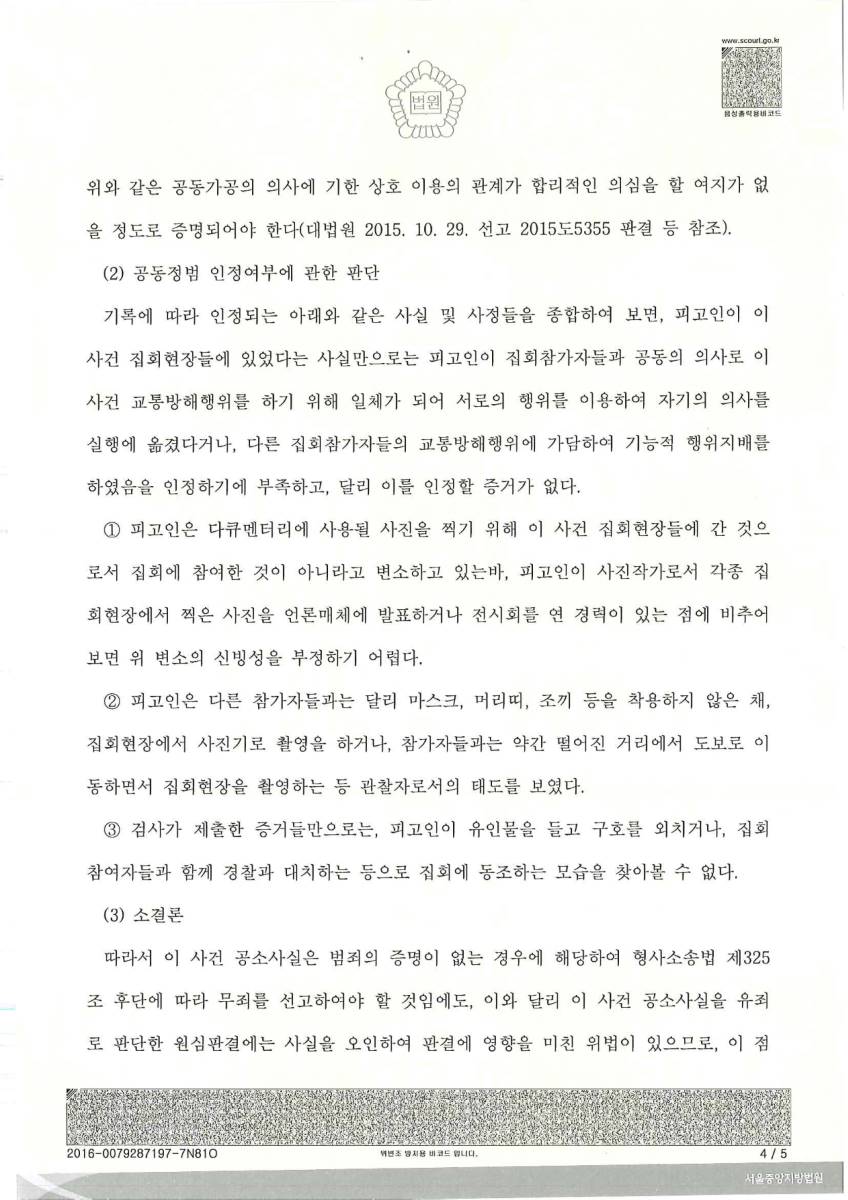 www.scourt.go.kr
음성출력용바코드
법원
위와 같은 공동가공의 의사에 기한 상호 이용의 관계가 합리적인 의심을 할 여지가 없
을 정도로 증명되어야 한다(대법원 2015. 10. 29. 선고 2015도5355 판결 등 참조).
(2) 공동정범 인정여부에 관한 판단
기록에 따라 인정되는 아래와 같은 사실 및 사정들을 종합하여 보면, 피고인이 이
사건 집회현장들에 있었다는 사실만으로는 피고인이 집회참가자들과 공동의 의사로 이
사건 교통방해행위를 하기 위해 일체가 되어 서로의 행위를 이용하여 자기의 의사를
실행에 옮겼다거나, 다른 집회참가자들의 교통방해행위에 가담하여 기능적 행위지배를
하였음을 인정하기에 부족하고, 달리 이를 인정할 증거가 없다.
① 피고인은 다큐멘터리에 사용될 사진을 찍기 위해 이 사건 집회현장들에 간 것으
로서 집회에 참여한 것이 아니라고 변소하고 있는바, 피고인이 사진작가로서 각종 집
회현장에서 찍은 사진을 언론매체에 발표하거나 전시회를 연 경력이 있는 점에 비추어
보면 위 변소의 신빙성을 부정하기 어렵다.
② 피고인은 다른 참가자들과는 달리 마스크, 머리띠, 조끼 등을 착용하지 않은 채,
집회현장에서 사진기로 촬영을 하거나, 참가자들과는 약간 떨어진 거리에서 도보로 이
동하면서 집회현장을 촬영하는 등 관찰자로서의 태도를 보였다.
③ 검사가 제출한 증거들만으로는, 피고인이 유인물을 들고 구호를 외치거나, 집회
참여자들과 함께 경찰과 대치하는 등으로 집회에 동조하는 모습을 찾아볼 수 없다.
(3) 소결론
따라서 이 사건 공소사실은 범죄의 증명이 없는 경우에 해당하여 형사소송법 제325
조 후단에 따라 무죄를 선고하여야 할 것임에도, 이와 달리 이 사건 공소사실을 유죄
로 판단한 원심판결에는 사실을 오인하여 판결에 영향을 미친 위법이 있으므로, 이 점
2016-0079287197-7N81O
위변조 방지용 바코드 입니다.
4 / 5
서울중앙지방법원